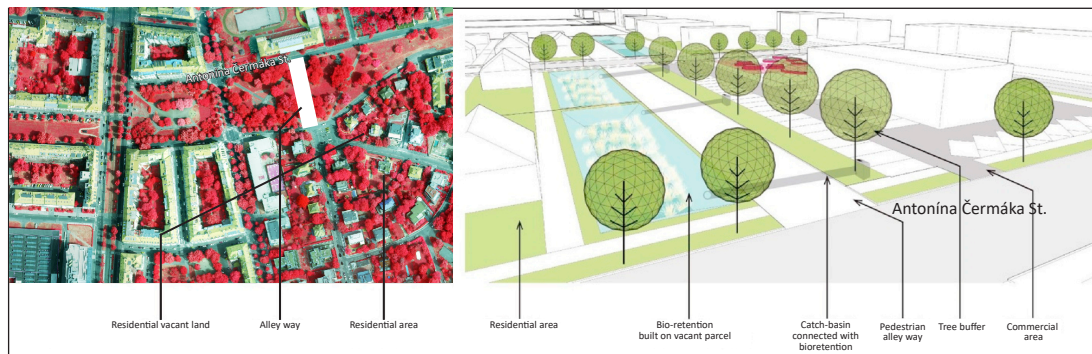 Antonína Čermáka St.
Antonína Čermáka St.
Residential vacant land
Alley way
Residential area
Residential area
Bio-retention
built on vacant parcel
Catch-basin
connected with
bioretention
Pedestrian
alley way
Tree buffer
Commercial
area